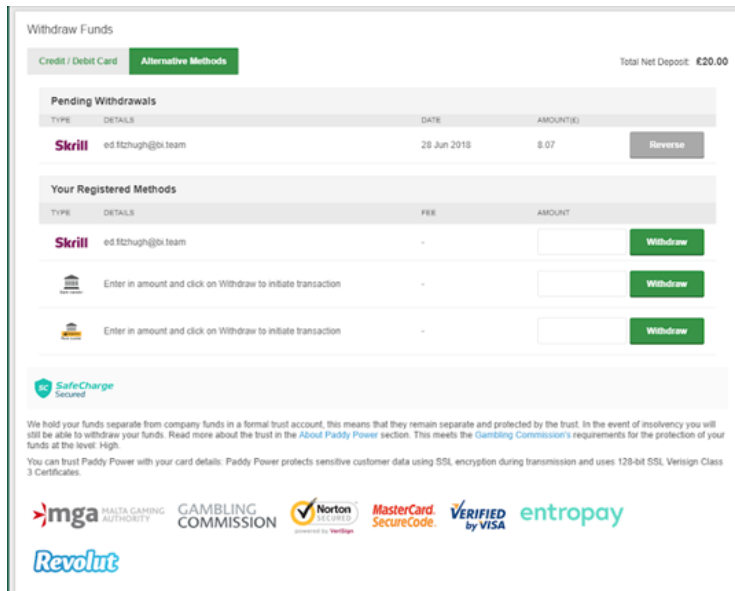 Withdraw Funds
Credit / Debit Card Alternative Methods Total Net Deposit: £20.00
Pending Withdrawals
TYPE DETAILS DATE AMOUNT(£)
Skrill ed.fitzhugh@bi.team 28 Jun 2018 8.07 Reverse
Your Registered Methods
TYPE DETAILS FEE AMOUNT
Skrill ed.fitzhugh@bi.team - Withdraw
Enter in amount and click on Withdraw to initiate transaction - Withdraw
Enter in amount and click on Withdraw to initiate transaction - Withdraw
SC SafeCharge
Secured
We hold your funds separate from company funds in a formal trust account, this means that they remain separate and protected by the trust. In the event of insolvency you will
still be able to withdraw your funds. Read more about the trust in the About Paddy Power section. This meets the Gambling Commission's requirements for the protection of your
funds at the level: High.
You can trust Paddy Power with your card details: Paddy Power protects sensitive customer data using SSL encryption during transmission and uses 128-bit SSL Verisign Class
3 Certificates.
mga MALTA GAMING
AUTHORITY
GAMBLING
COMMISSION
Norton
SECURED
powered by VeriSign
MasterCard.
SecureCode.
VERIFIED
by VISA
entropay
Revolut